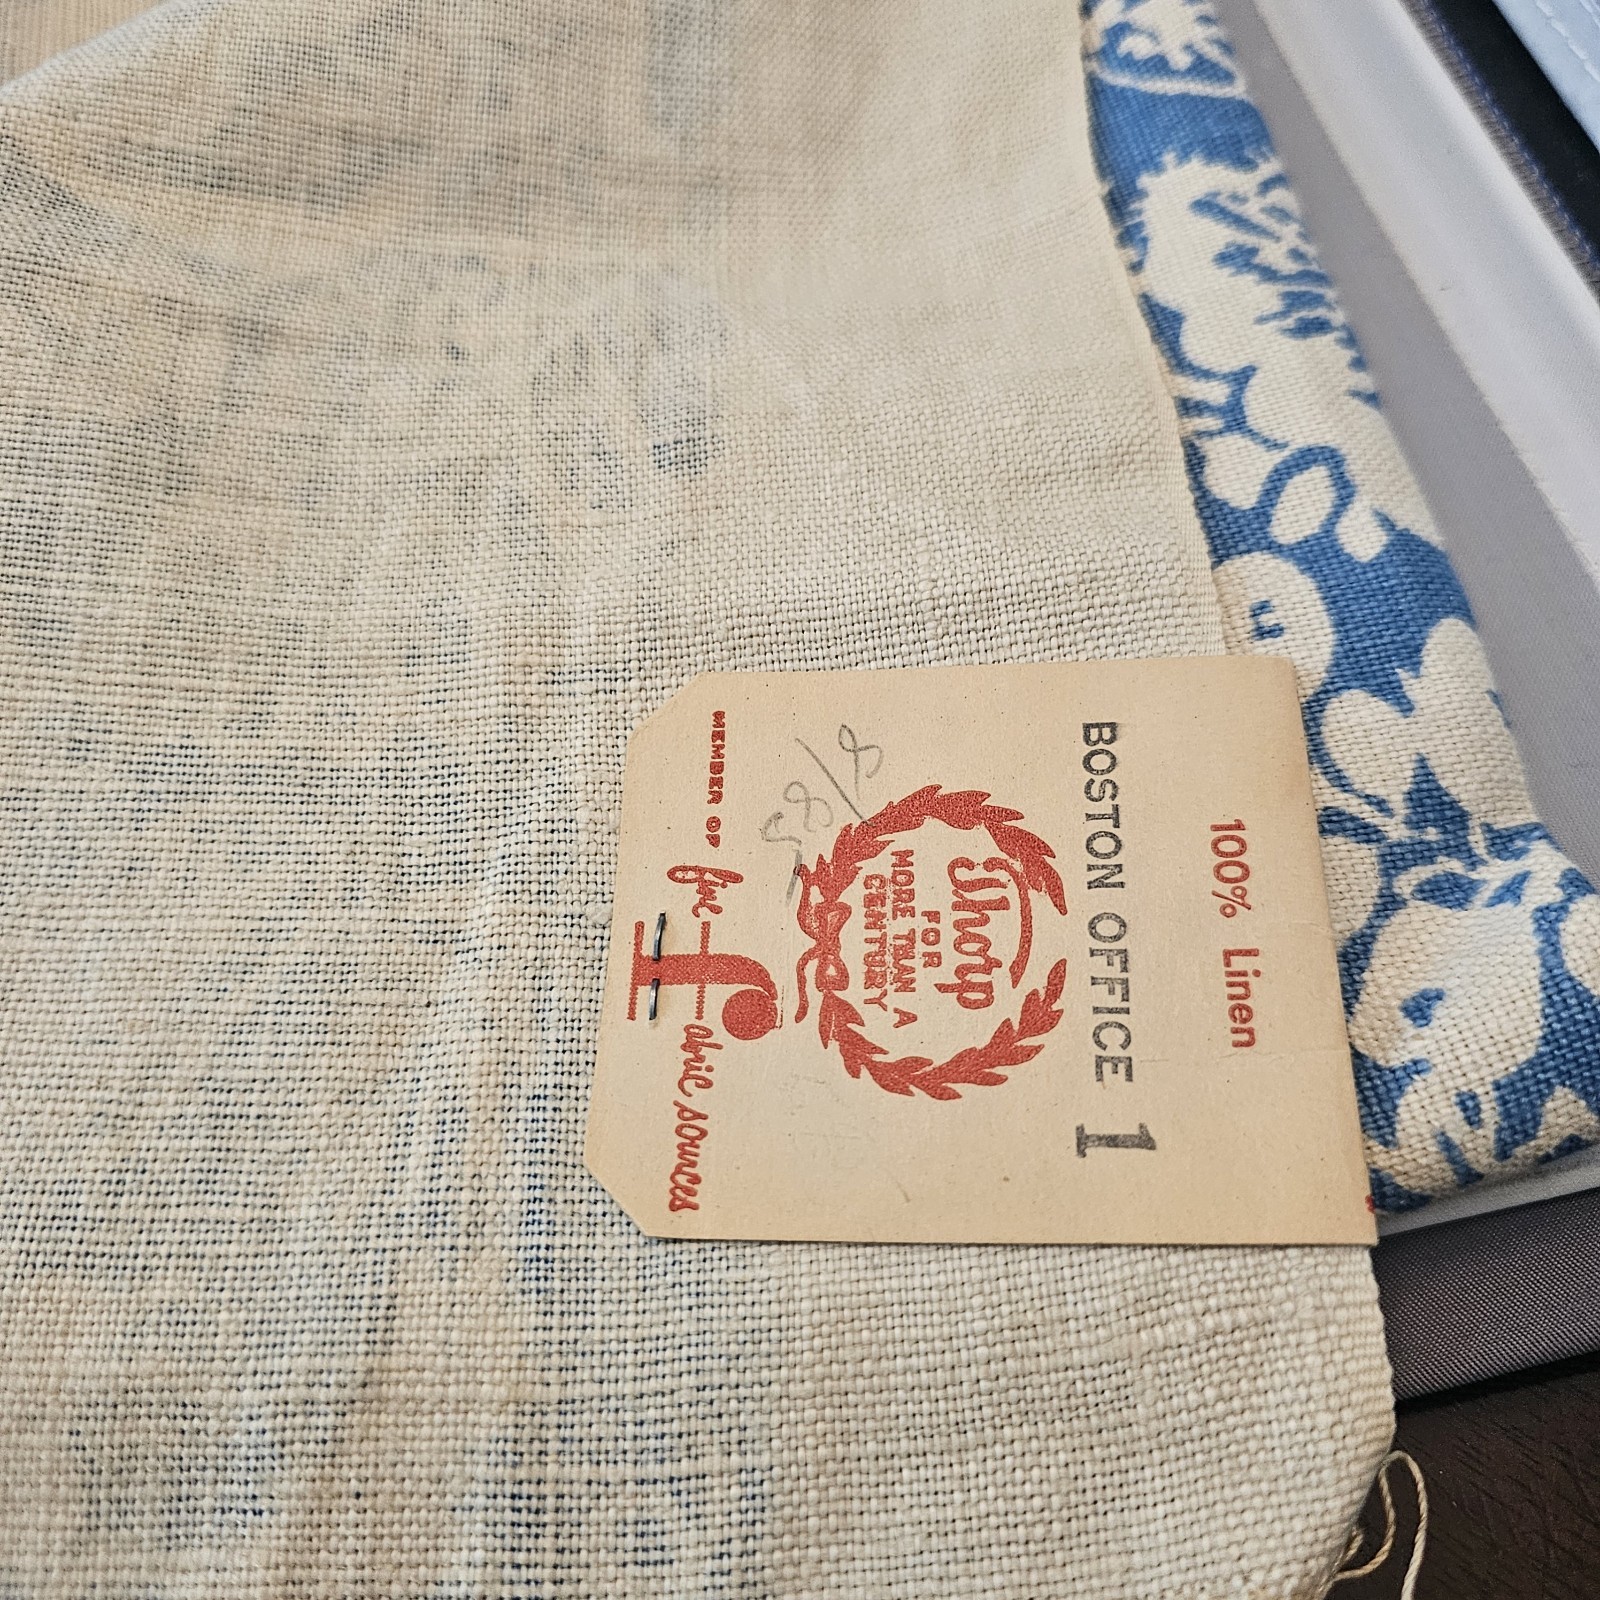 100% Linen
BOSTON OFFICE 1
Thorp
FOR
MORE THAN A
CENTURY
MEMBER OF fine fabric sources